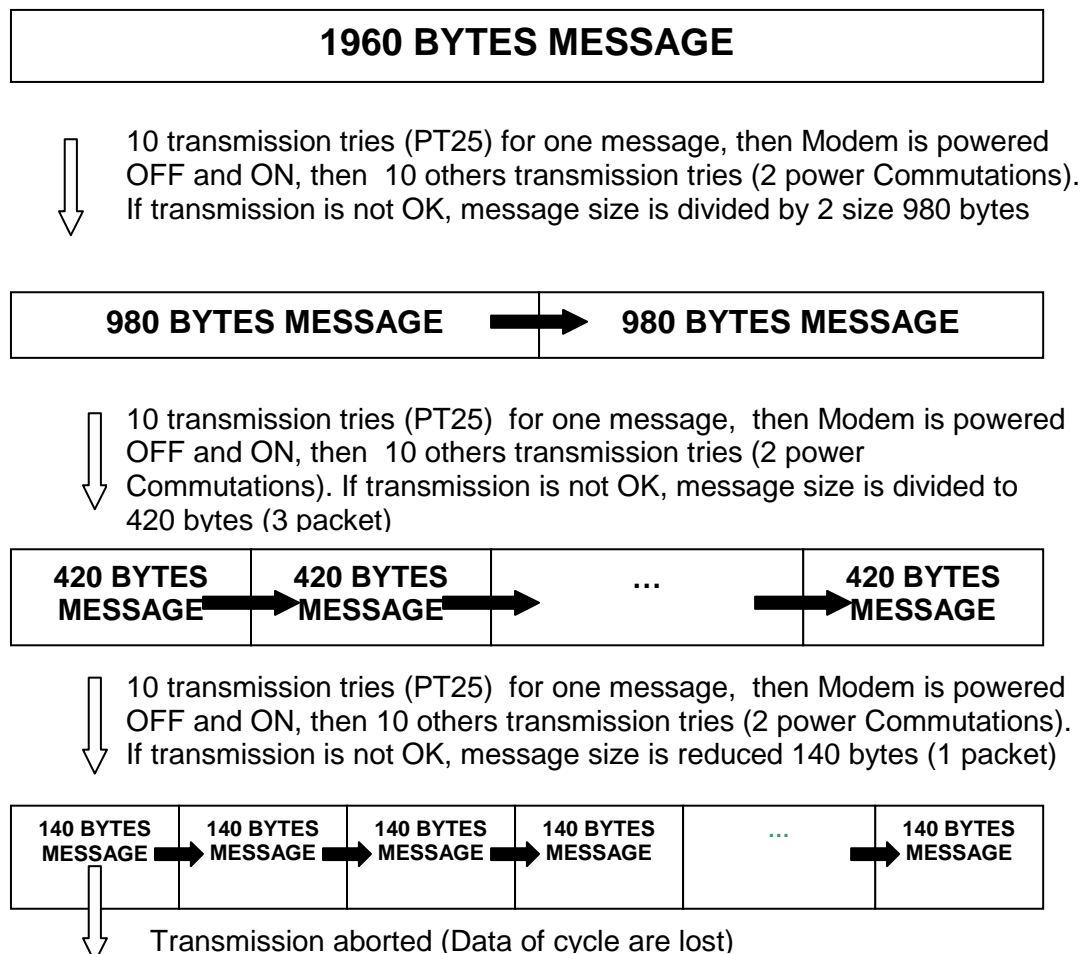 1960 BYTES MESSAGE
10 transmission tries (PT25) for one message, then Modem is powered
OFF and ON, then 10 others transmission tries (2 power Commutations).
If transmission is not OK, message size is divided by 2 size 980 bytes
980 BYTES MESSAGE 980 BYTES MESSAGE
10 transmission tries (PT25) for one message, then Modem is powered
OFF and ON, then 10 others transmission tries (2 power
Commutations). If transmission is not OK, message size is divided to
420 bytes (3 packet)
420 BYTES 420 BYTES … 420 BYTES
MESSAGE MESSAGE MESSAGE
10 transmission tries (PT25) for one message, then Modem is powered
OFF and ON, then 10 others transmission tries (2 power Commutations).
If transmission is not OK, message size is reduced 140 bytes (1 packet)
140 BYTES 140 BYTES 140 BYTES 140 BYTES … 140 BYTES
MESSAGE MESSAGE MESSAGE MESSAGE MESSAGE
Transmission aborted (Data of cycle are lost)